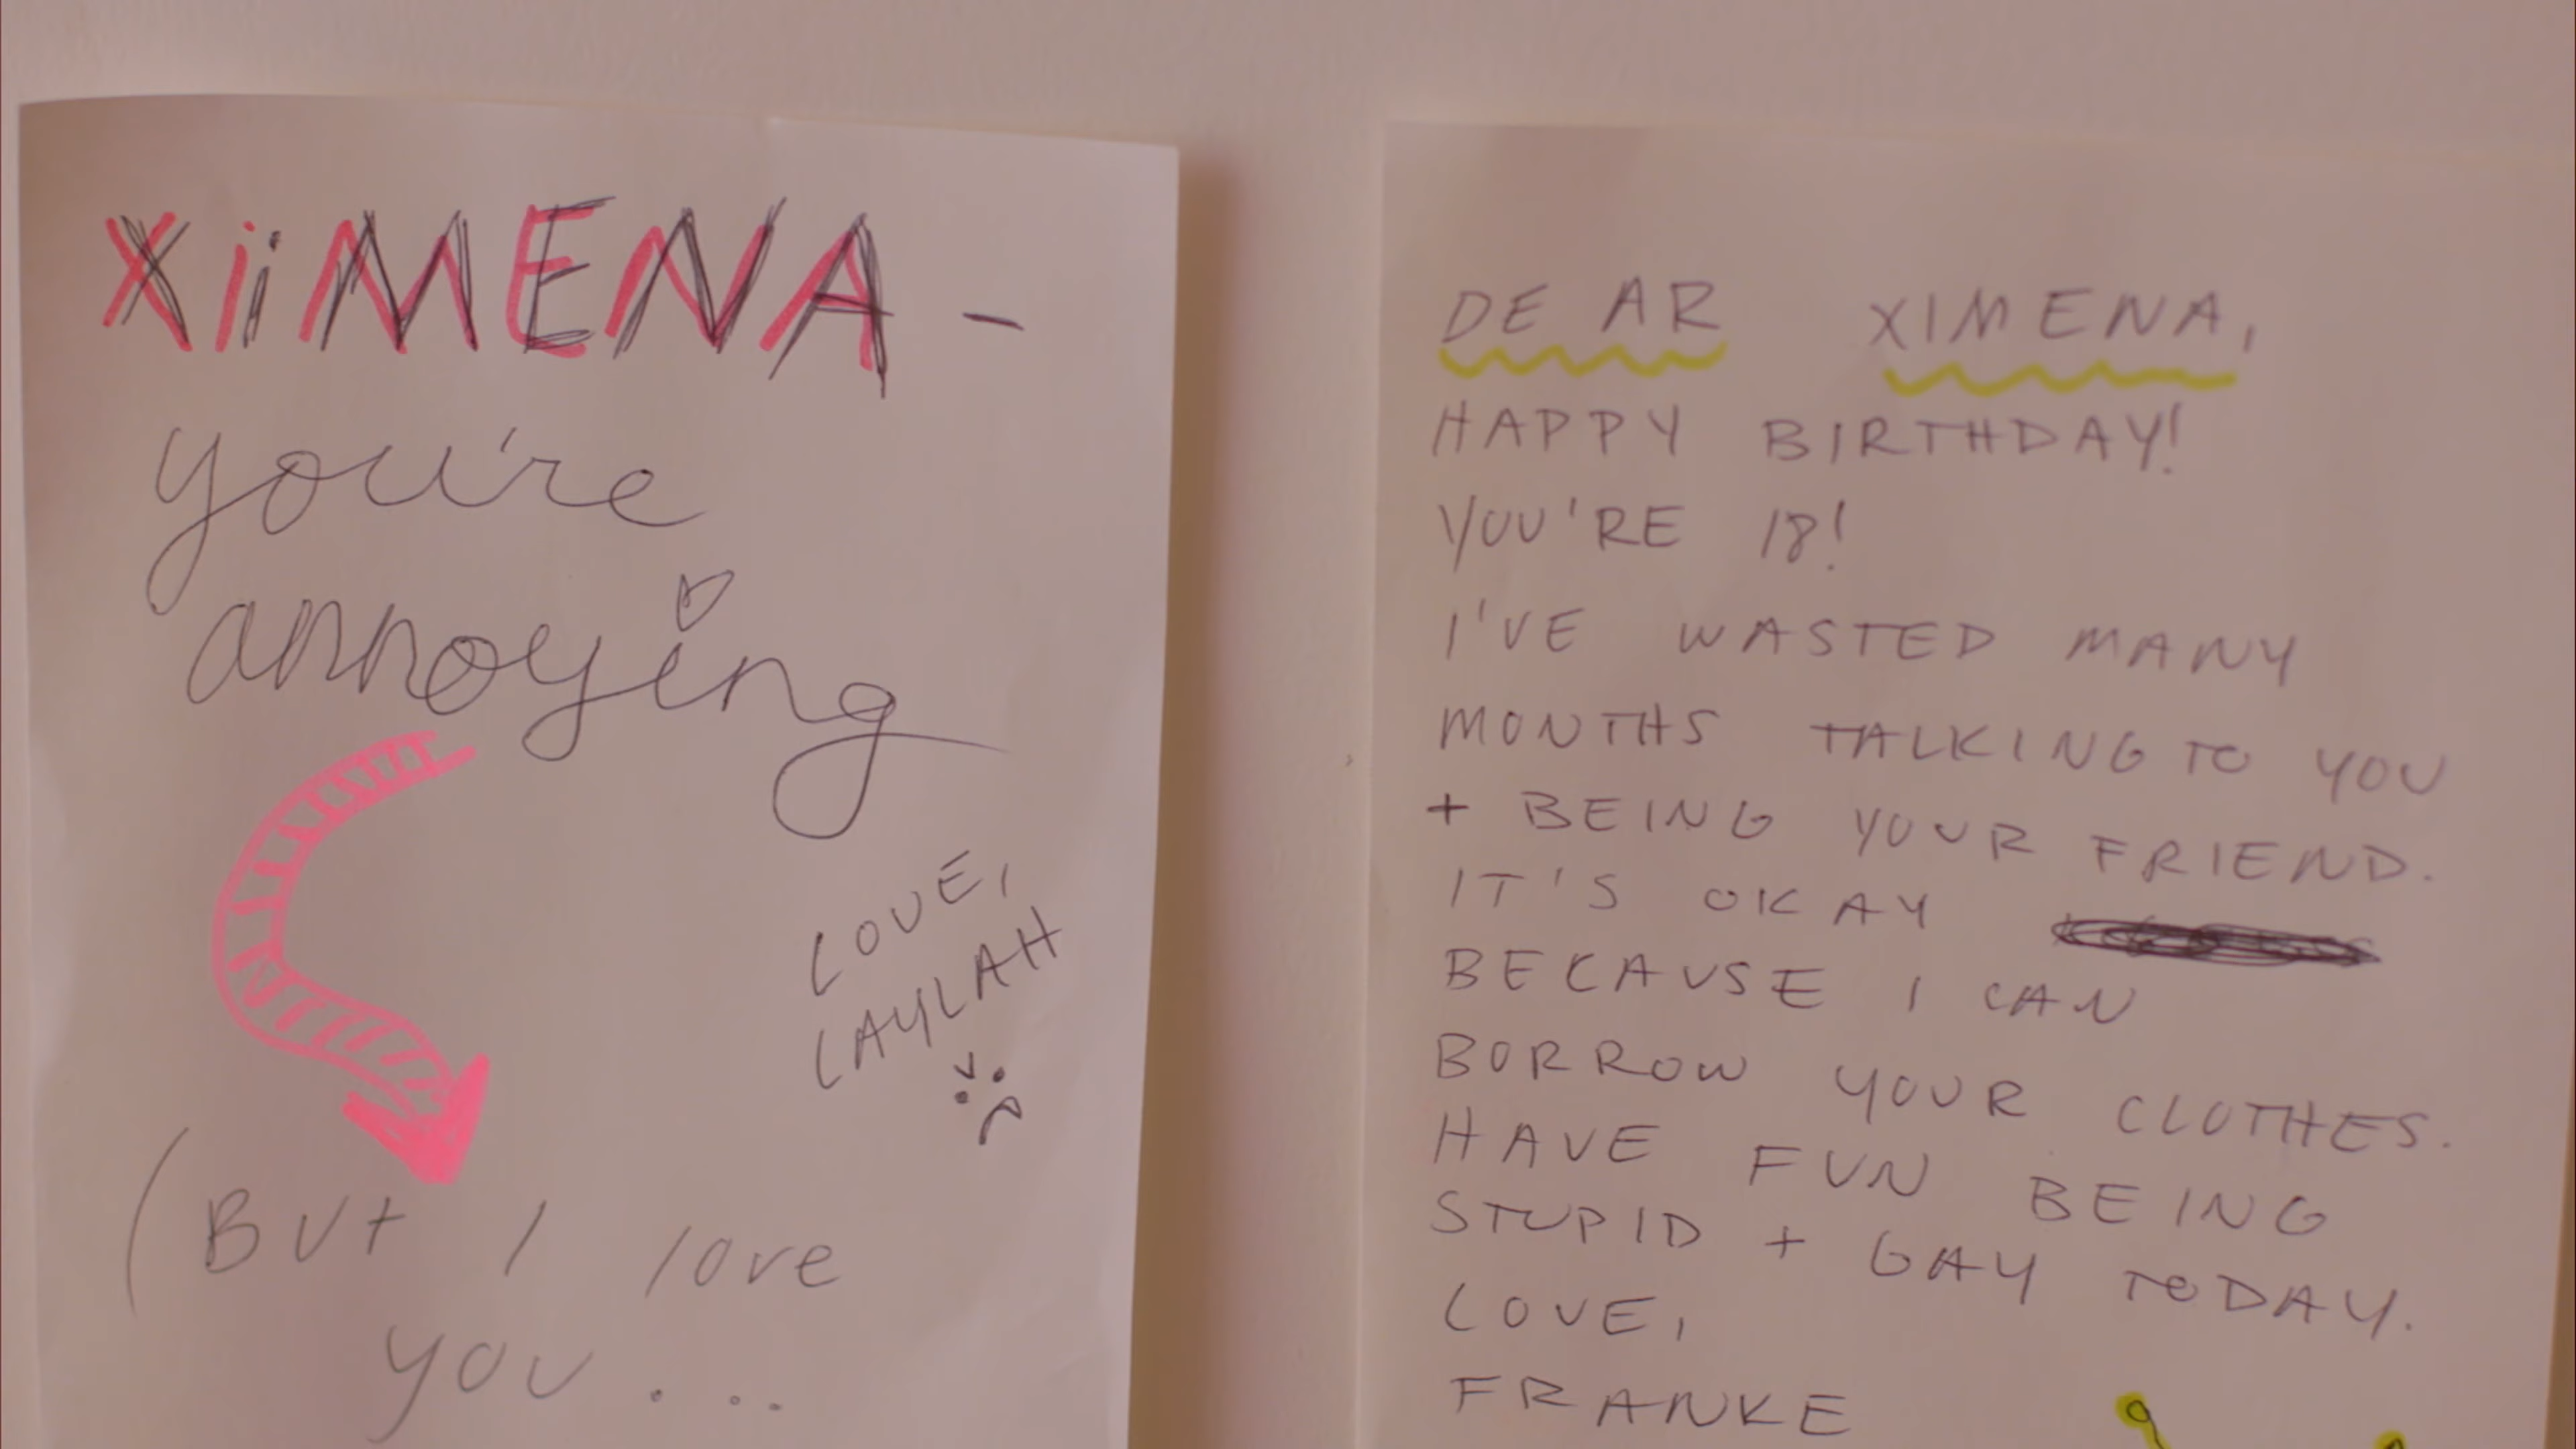 XiMENA -
you're
annoying
LOVE,
LAYLAH
(But I love
you...
DEAR XIMENA,
HAPPY BIRTHDAY!
YOU'RE 18!
I'VE WASTED MANY
MONTHS TALKING TO YOU
+ BEING YOUR FRIEND.
IT'S OKAY
BECAUSE I CAN
BORROW YOUR CLOTHES.
HAVE FUN BEING
STUPID + GAY TODAY.
LOVE,
FRANKE